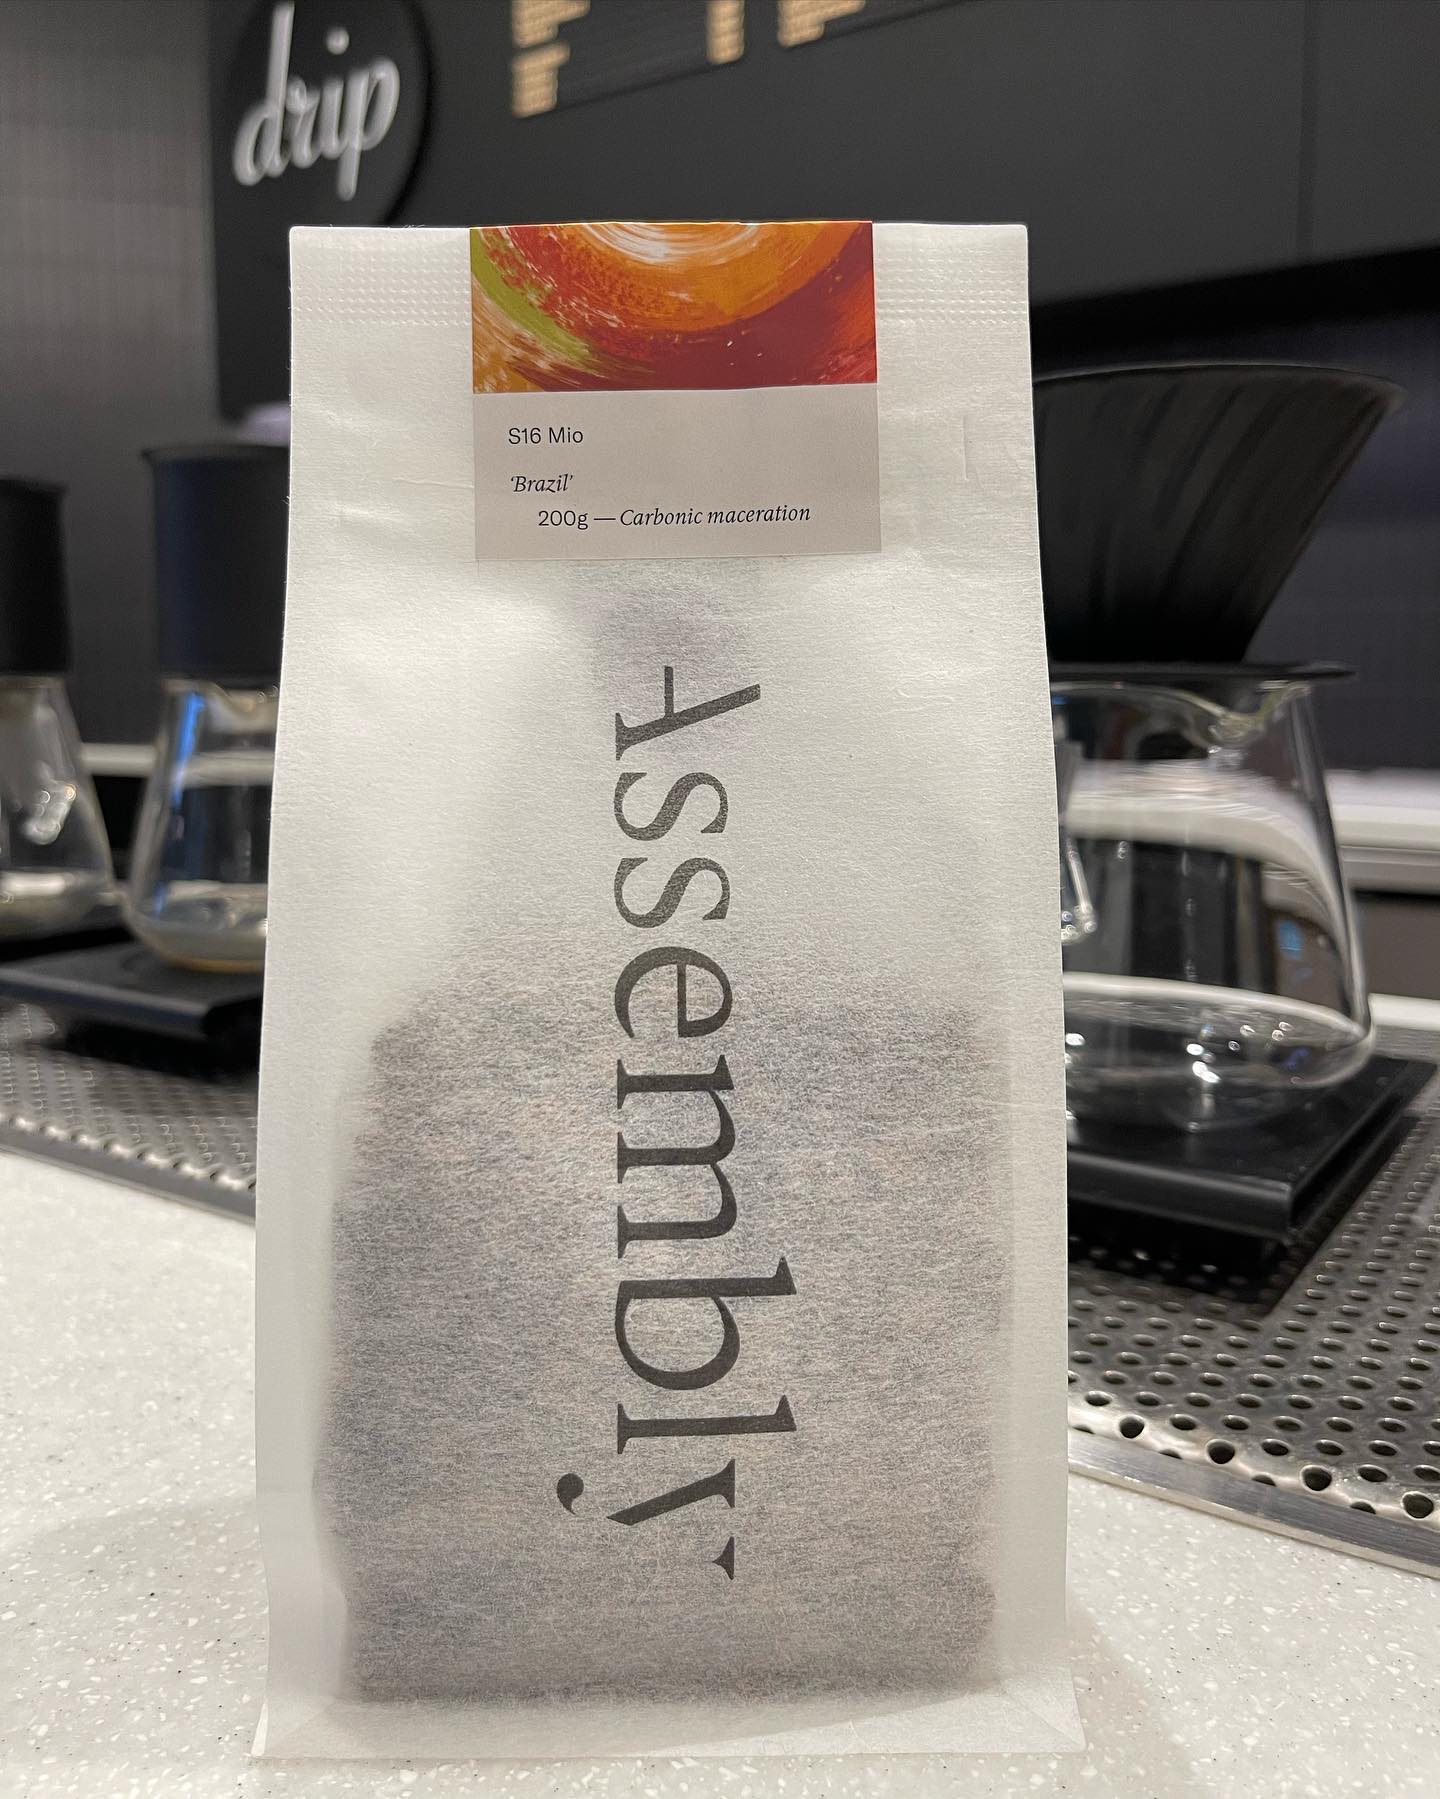 drip
S16 Mio
‘Brazil’
200g — Carbonic maceration
Assembly